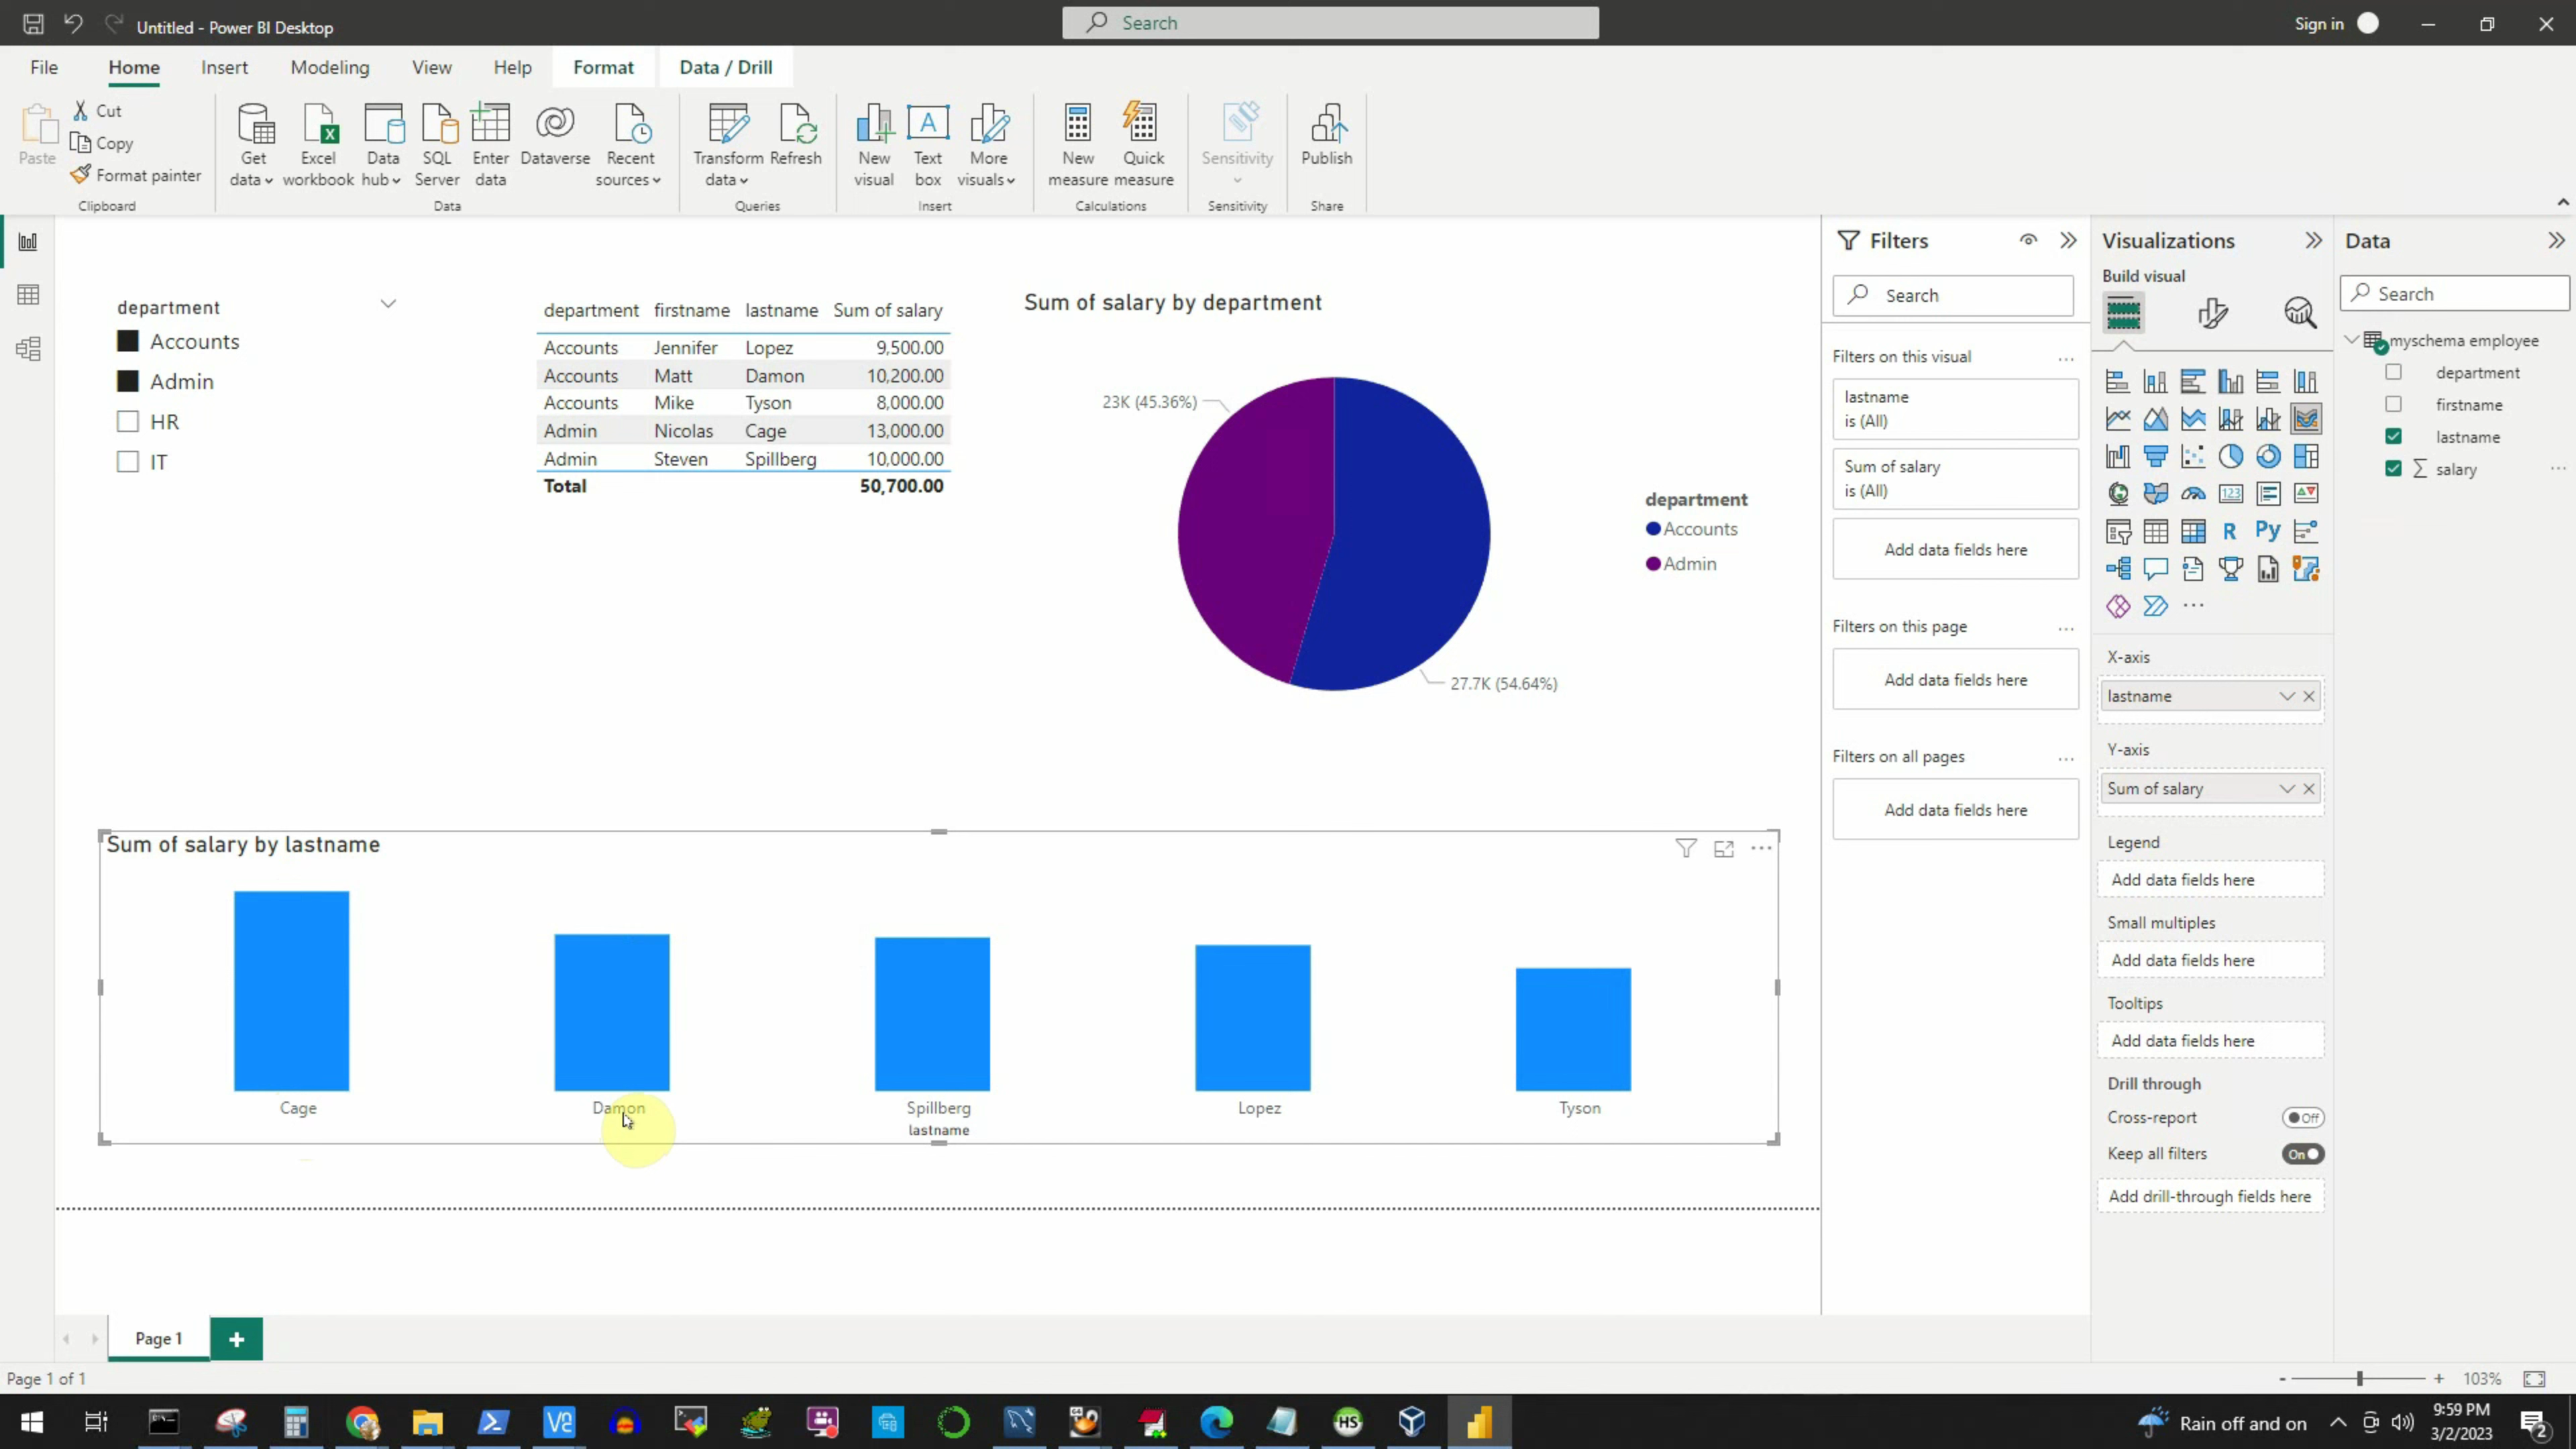 Untitled - Power BI Desktop
Search
Sign in
File
Home
Insert
Modeling
View
Help
Format
Data / Drill
Paste
Cut
Copy
Format painter
Clipboard
Get data
Excel workbook
Data hub
SQL Server
Enter data
Dataverse
Recent sources
Data
Transform data
Refresh
Queries
New visual
Text box
More visuals
Insert
New measure
Quick measure
Calculations
Sensitivity
Sensitivity
Publish
Share
department
Accounts
Admin
HR
IT
department firstname lastname Sum of salary
Accounts Jennifer Lopez 9,500.00
Accounts Matt Damon 10,200.00
Accounts Mike Tyson 8,000.00
Admin Nicolas Cage 13,000.00
Admin Steven Spillberg 10,000.00
Total 50,700.00
Sum of salary by department
23K (45.36%)
27.7K (54.64%)
department
Accounts
Admin
Sum of salary by lastname
Cage
Damon
Spillberg
Lopez
Tyson
lastname
Filters
Search
Filters on this visual
lastname
is (All)
Sum of salary
is (All)
Add data fields here
Filters on this page
Add data fields here
Filters on all pages
Add data fields here
Visualizations
Build visual
123
R
Py
X-axis
lastname
Y-axis
Sum of salary
Legend
Add data fields here
Small multiples
Add data fields here
Tooltips
Add data fields here
Drill through
Cross-report
Off
Keep all filters
On
Add drill-through fields here
Data
Search
myschema employee
department
firstname
lastname
∑ salary
Page 1
Page 1 of 1
- + 103%
HS
Rain off and on
9:59 PM
3/2/2023
2